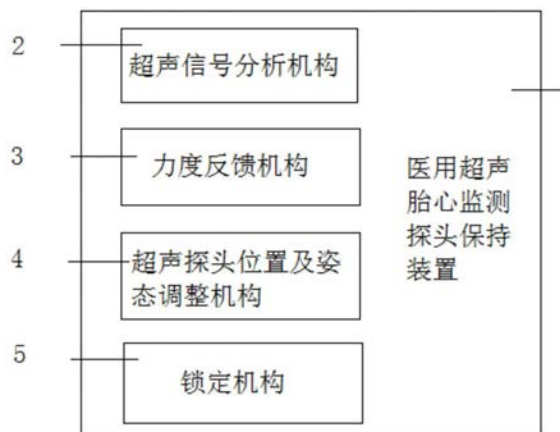 2
超声信号分析机构
3
力度反馈机构
医用超声
胎心监测
探头保持
装置
4
超声探头位置及姿
态调整机构
5
锁定机构